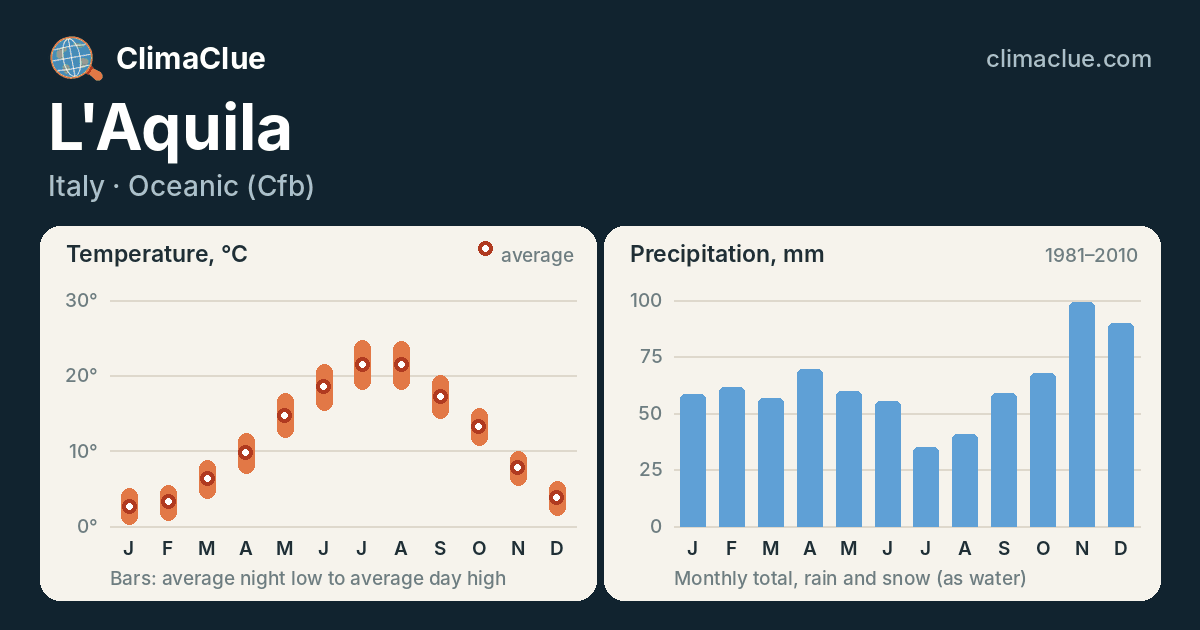 ClimaClue
climaclue.com
L'Aquila
Italy · Oceanic (Cfb)
Temperature, °C
average
30°
20°
10°
0°
J F M A M J J A S O N D
Bars: average night low to average day high
Precipitation, mm
1981–2010
100
75
50
25
0
J F M A M J J A S O N D
Monthly total, rain and snow (as water)